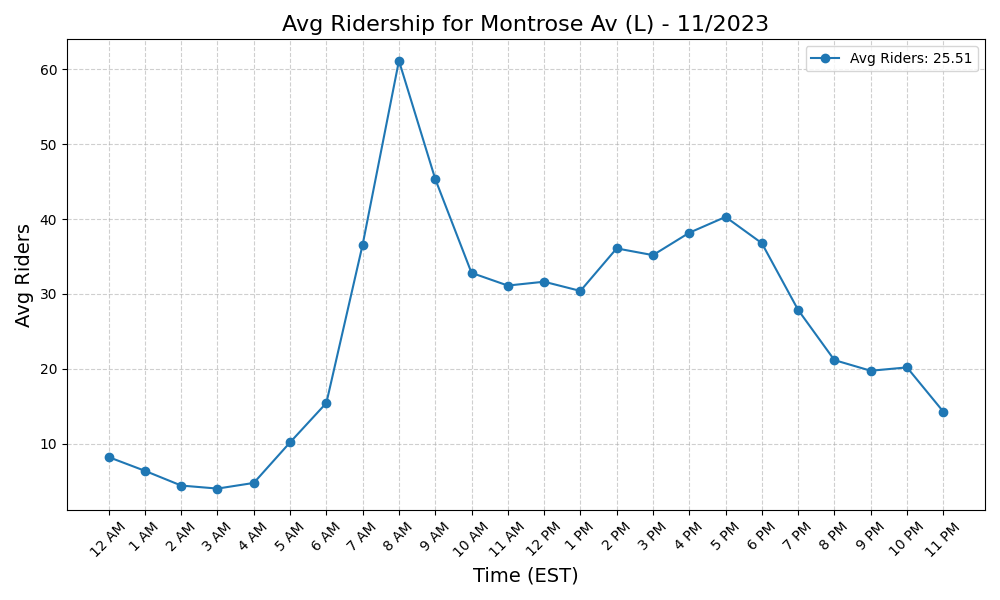 Avg Ridership for Montrose Av (L) - 11/2023
Avg Riders: 25.51
Avg Riders
60
50
40
30
20
10
12 AM
1 AM
2 AM
3 AM
4 AM
5 AM
6 AM
7 AM
8 AM
9 AM
10 AM
11 AM
12 PM
1 PM
2 PM
3 PM
4 PM
5 PM
6 PM
7 PM
8 PM
9 PM
10 PM
11 PM
Time (EST)